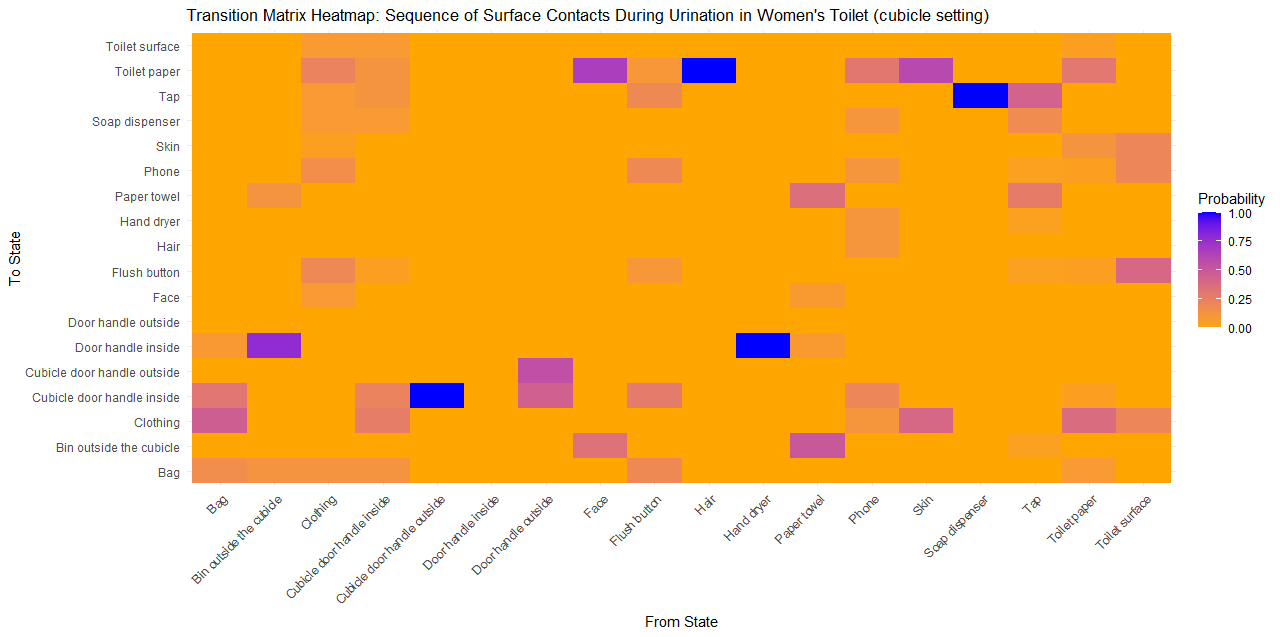 Transition Matrix Heatmap: Sequence of Surface Contacts During Urination in Women's Toilet (cubicle setting)
To State
Toilet surface
Toilet paper
Tap
Soap dispenser
Skin
Phone
Paper towel
Hand dryer
Hair
Flush button
Face
Door handle outside
Door handle inside
Cubicle door handle outside
Cubicle door handle inside
Clothing
Bin outside the cubicle
Bag
Bag
Bin outside the cubicle
Clothing
Cubicle door handle inside
Cubicle door handle outside
Door handle inside
Door handle outside
Face
Flush button
Hair
Hand dryer
Paper towel
Phone
Skin
Soap dispenser
Tap
Toilet paper
Toilet surface
From State
Probability
1.00
0.75
0.50
0.25
0.00